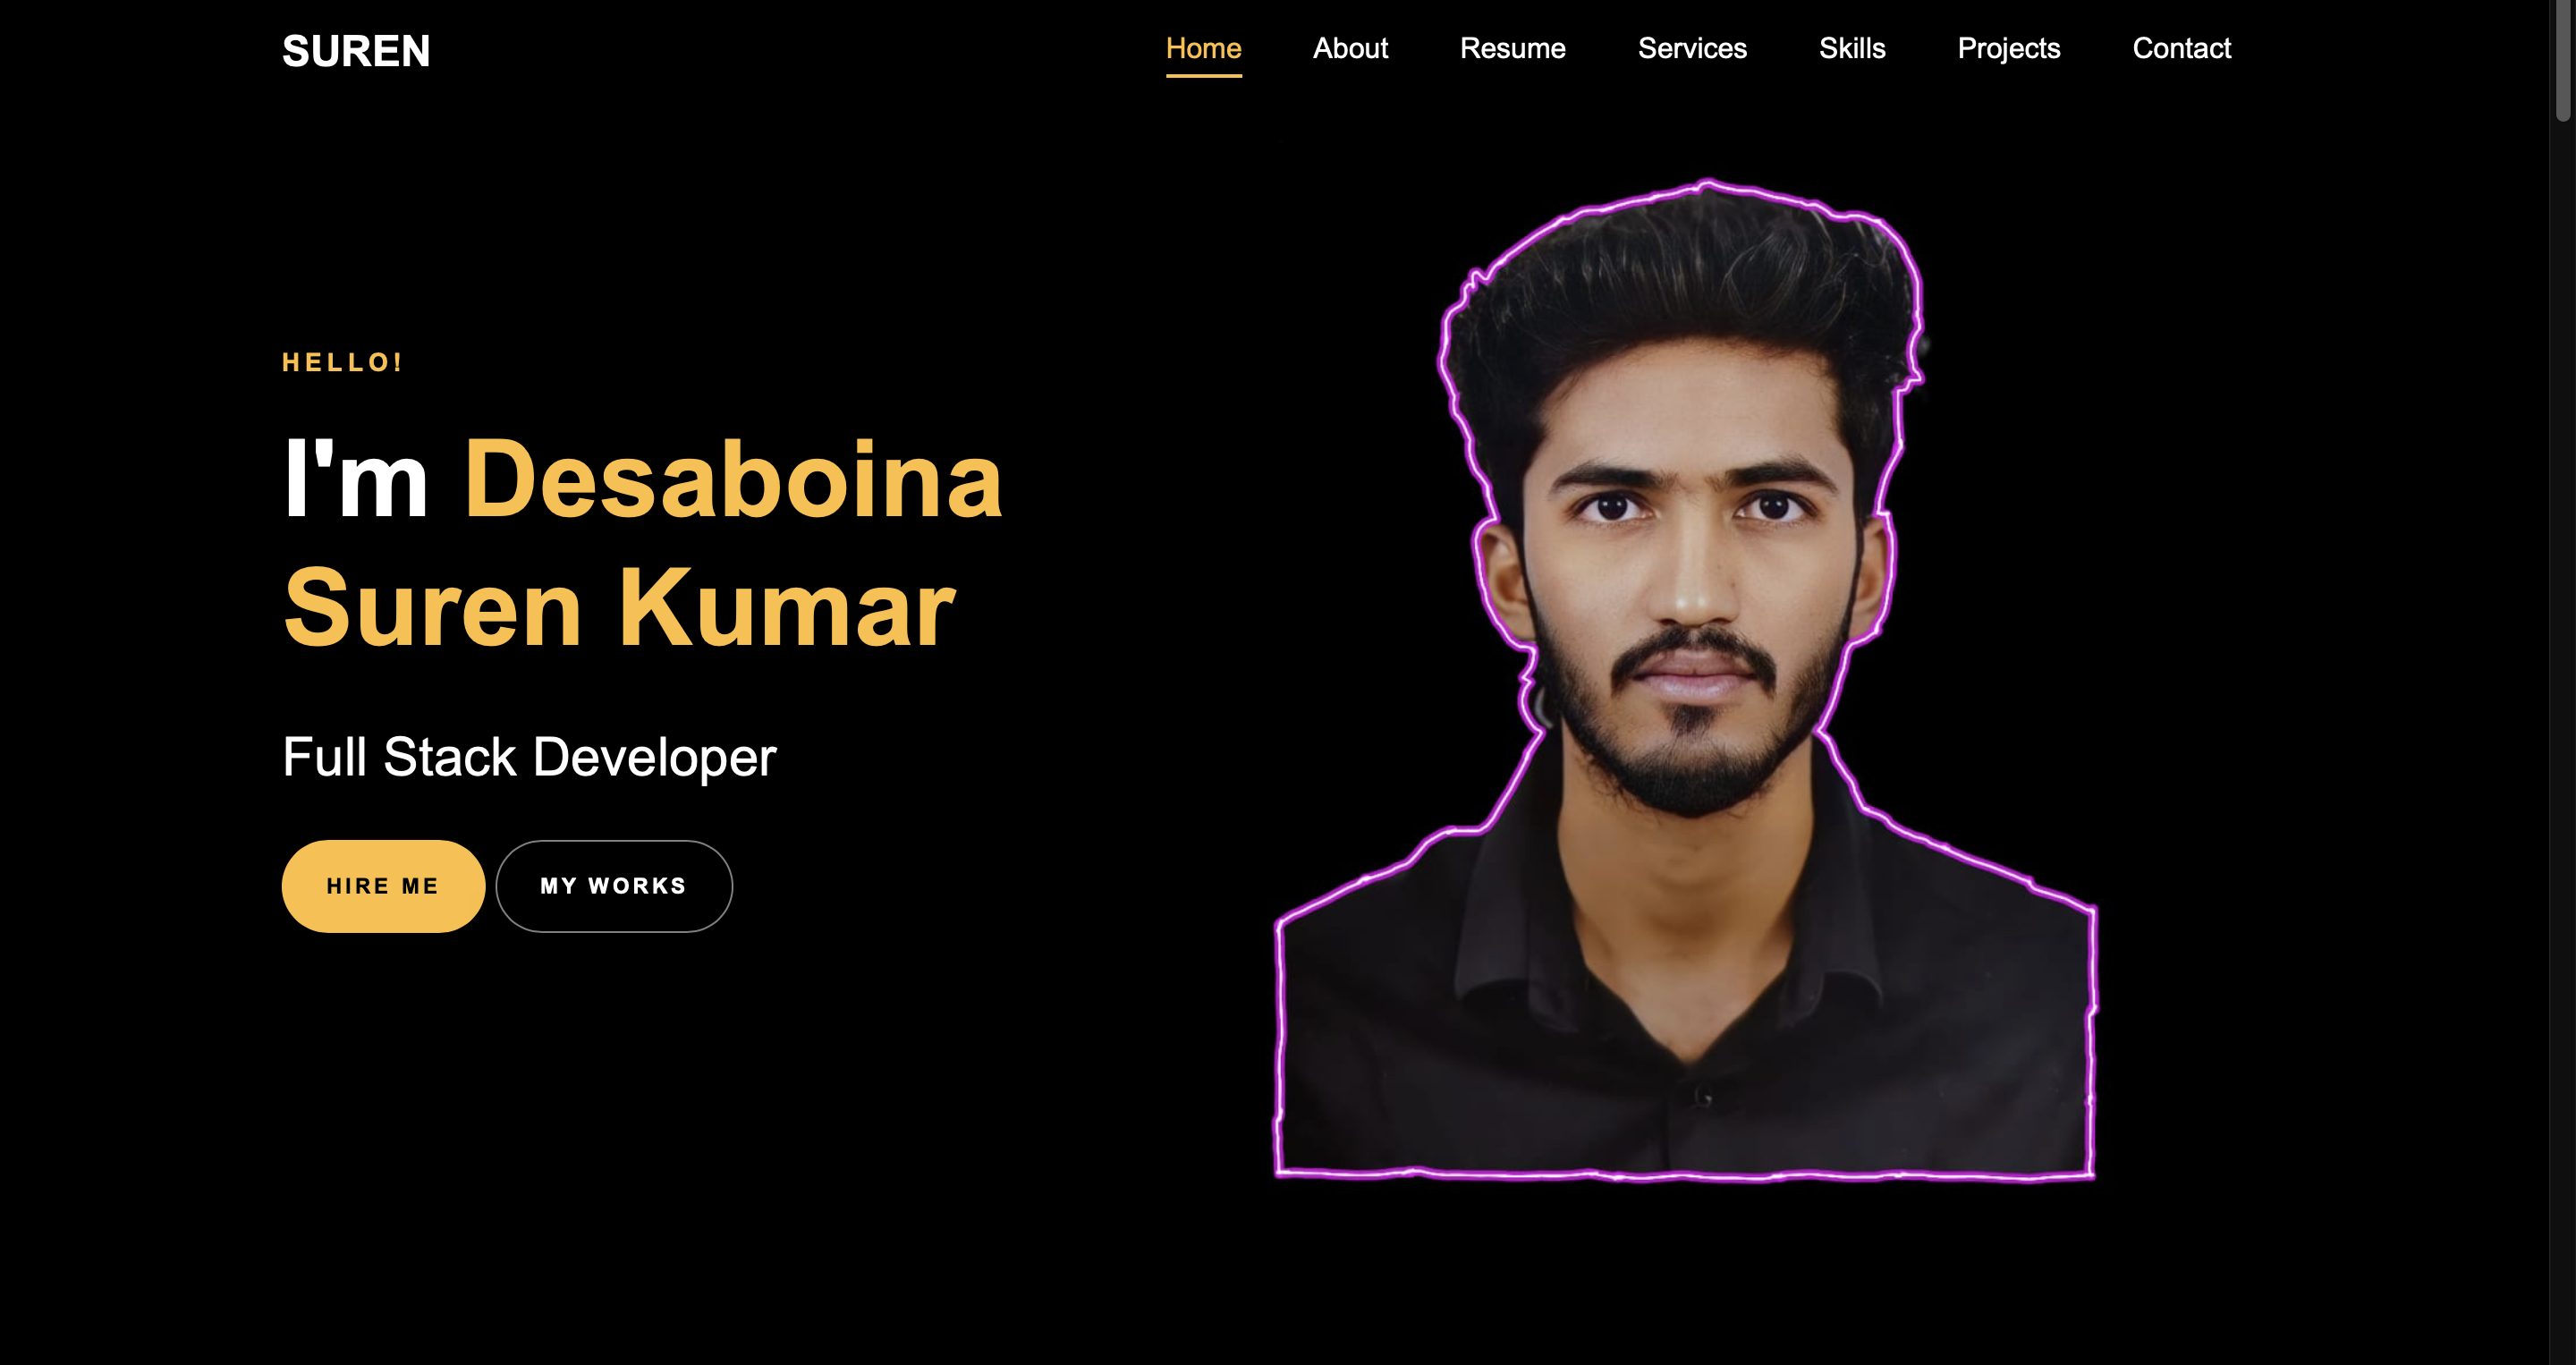 SUREN
Home About Resume Services Skills Projects Contact
HELLO!
I'm Desaboina
Suren Kumar
Full Stack Developer
HIRE ME MY WORKS